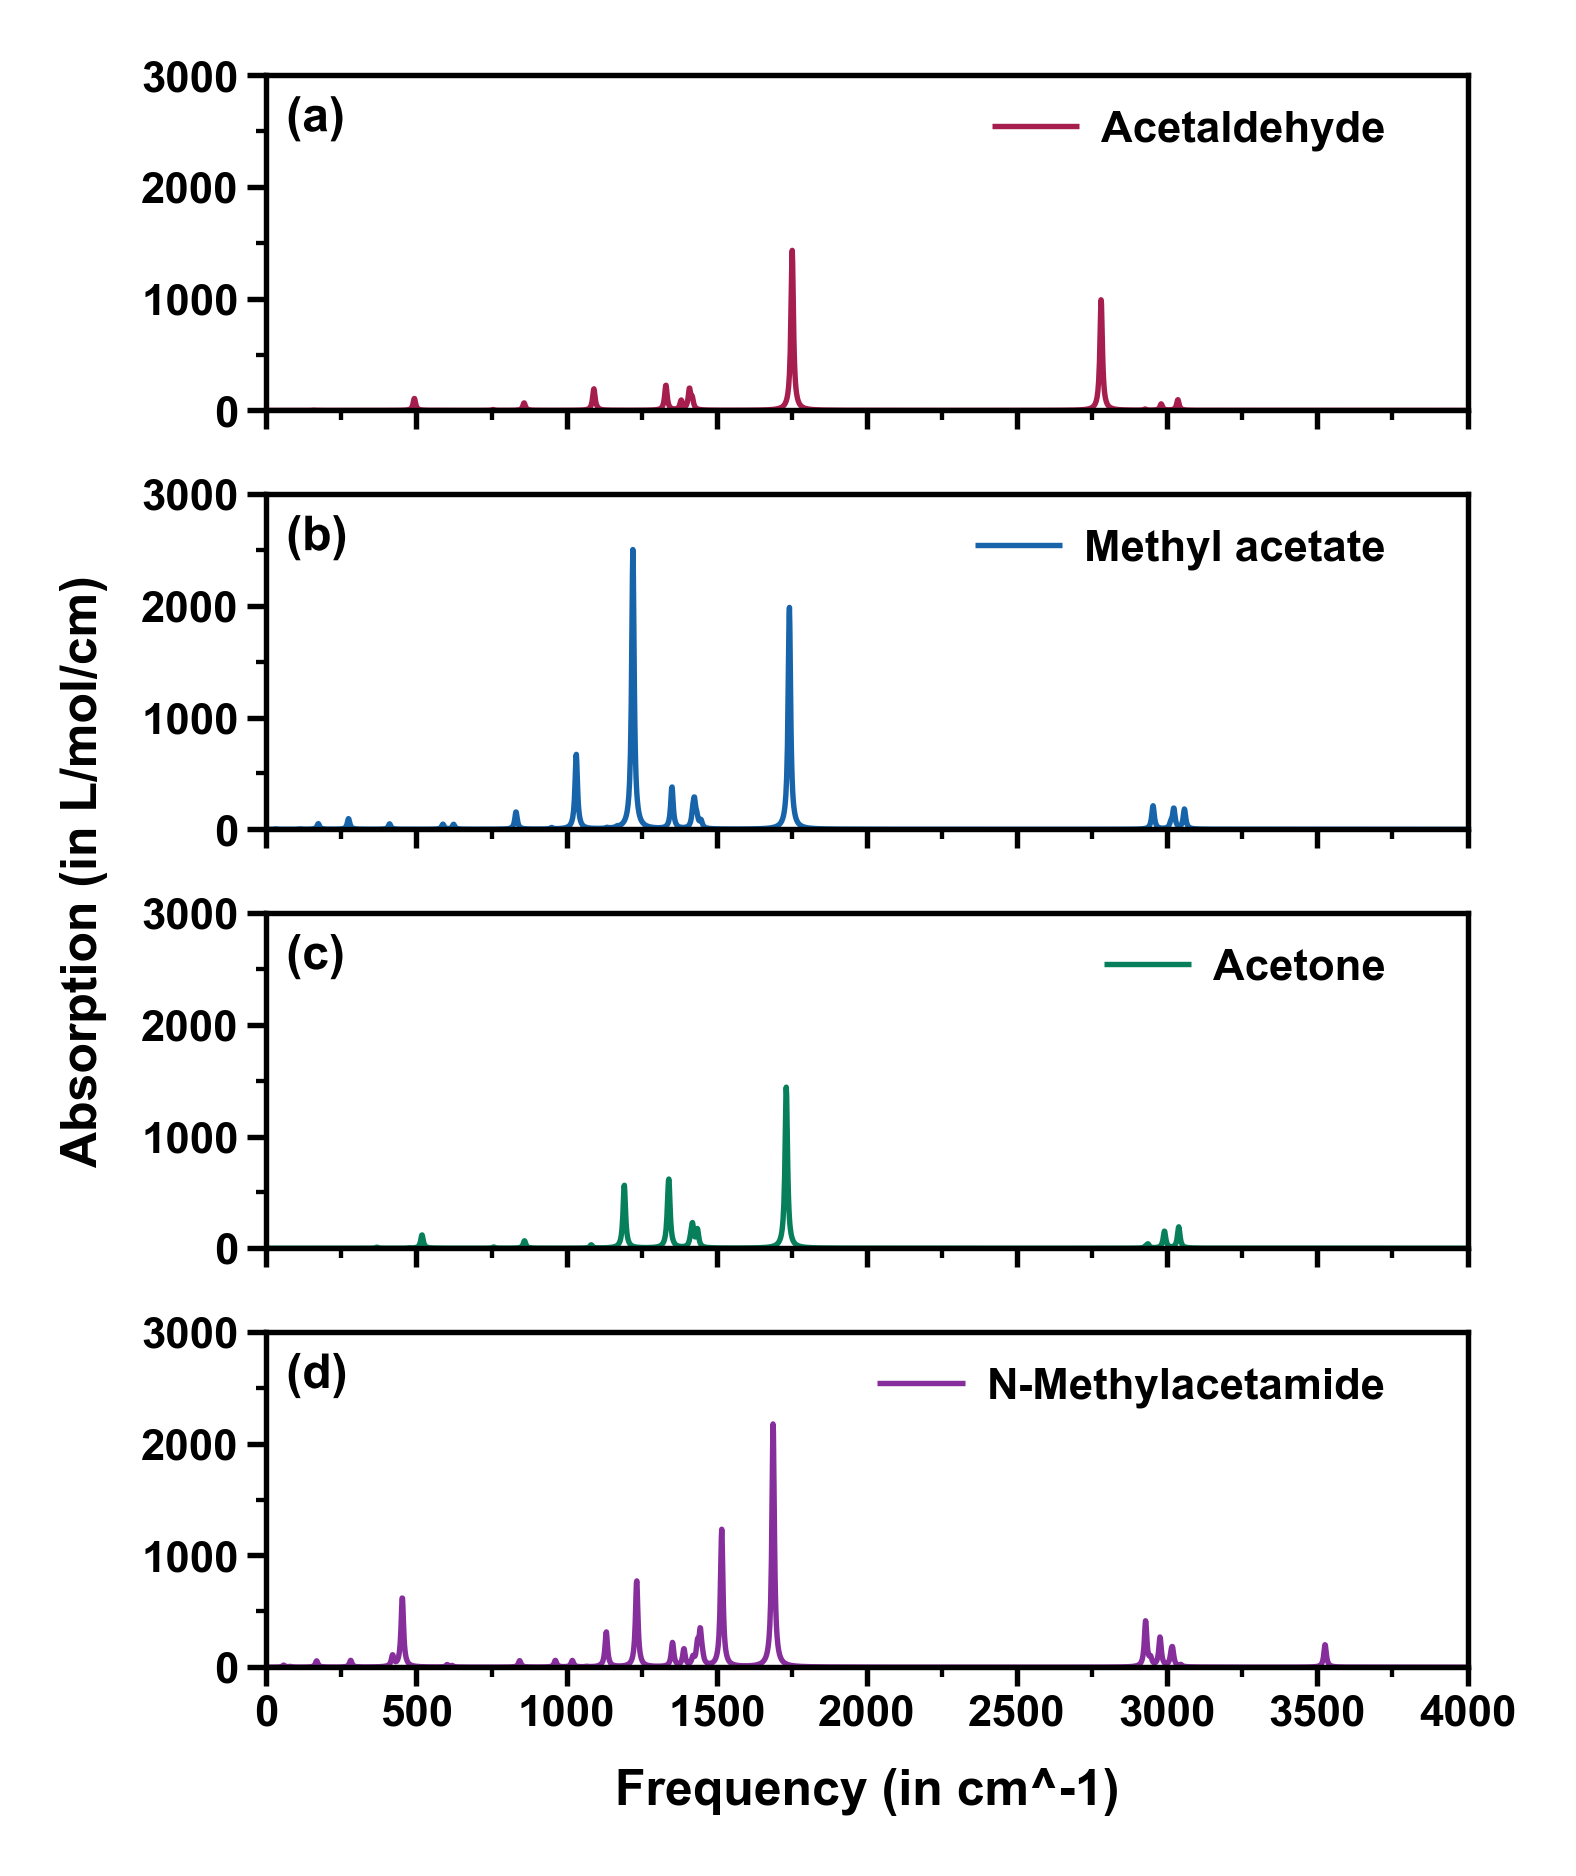 3000
(a)
Acetaldehyde
2000
1000
0
3000
(b)
Methyl acetate
2000
1000
0
Absorption (in L/mol/cm)
3000
(c)
Acetone
2000
1000
0
3000
(d)
N-Methylacetamide
2000
1000
0
0 500 1000 1500 2000 2500 3000 3500 4000
Frequency (in cm^-1)